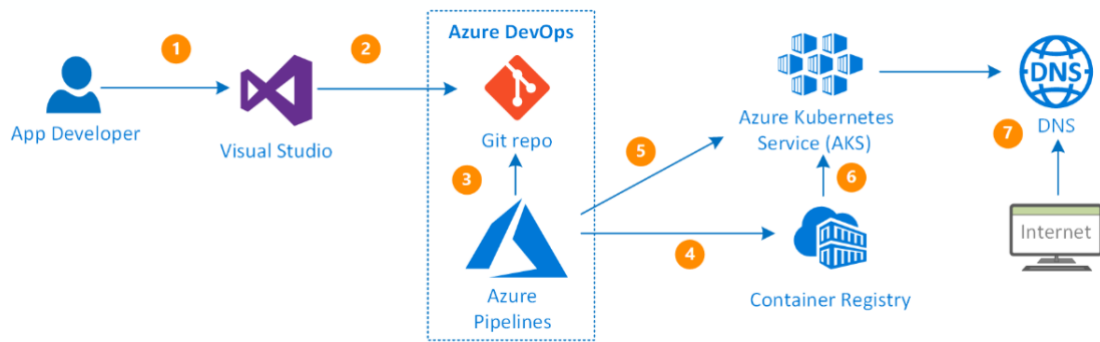 1
2
Azure DevOps
DNS
App Developer
Visual Studio
Git repo
3
5
Azure Kubernetes
Service (AKS)
6
DNS
7
4
Internet
Azure
Pipelines
Container Registry